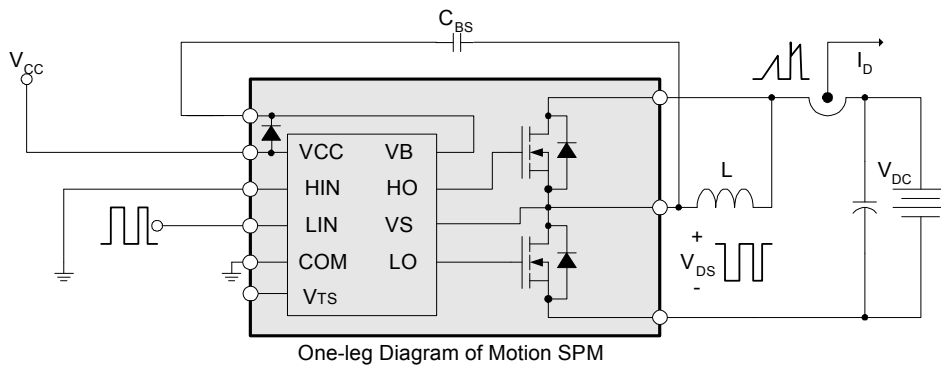 C_BS
V_CC
I_D
VCC VB
HIN HO
LIN VS
COM LO
V_TS
L
V_DC
+
V_DS
-
One-leg Diagram of Motion SPM